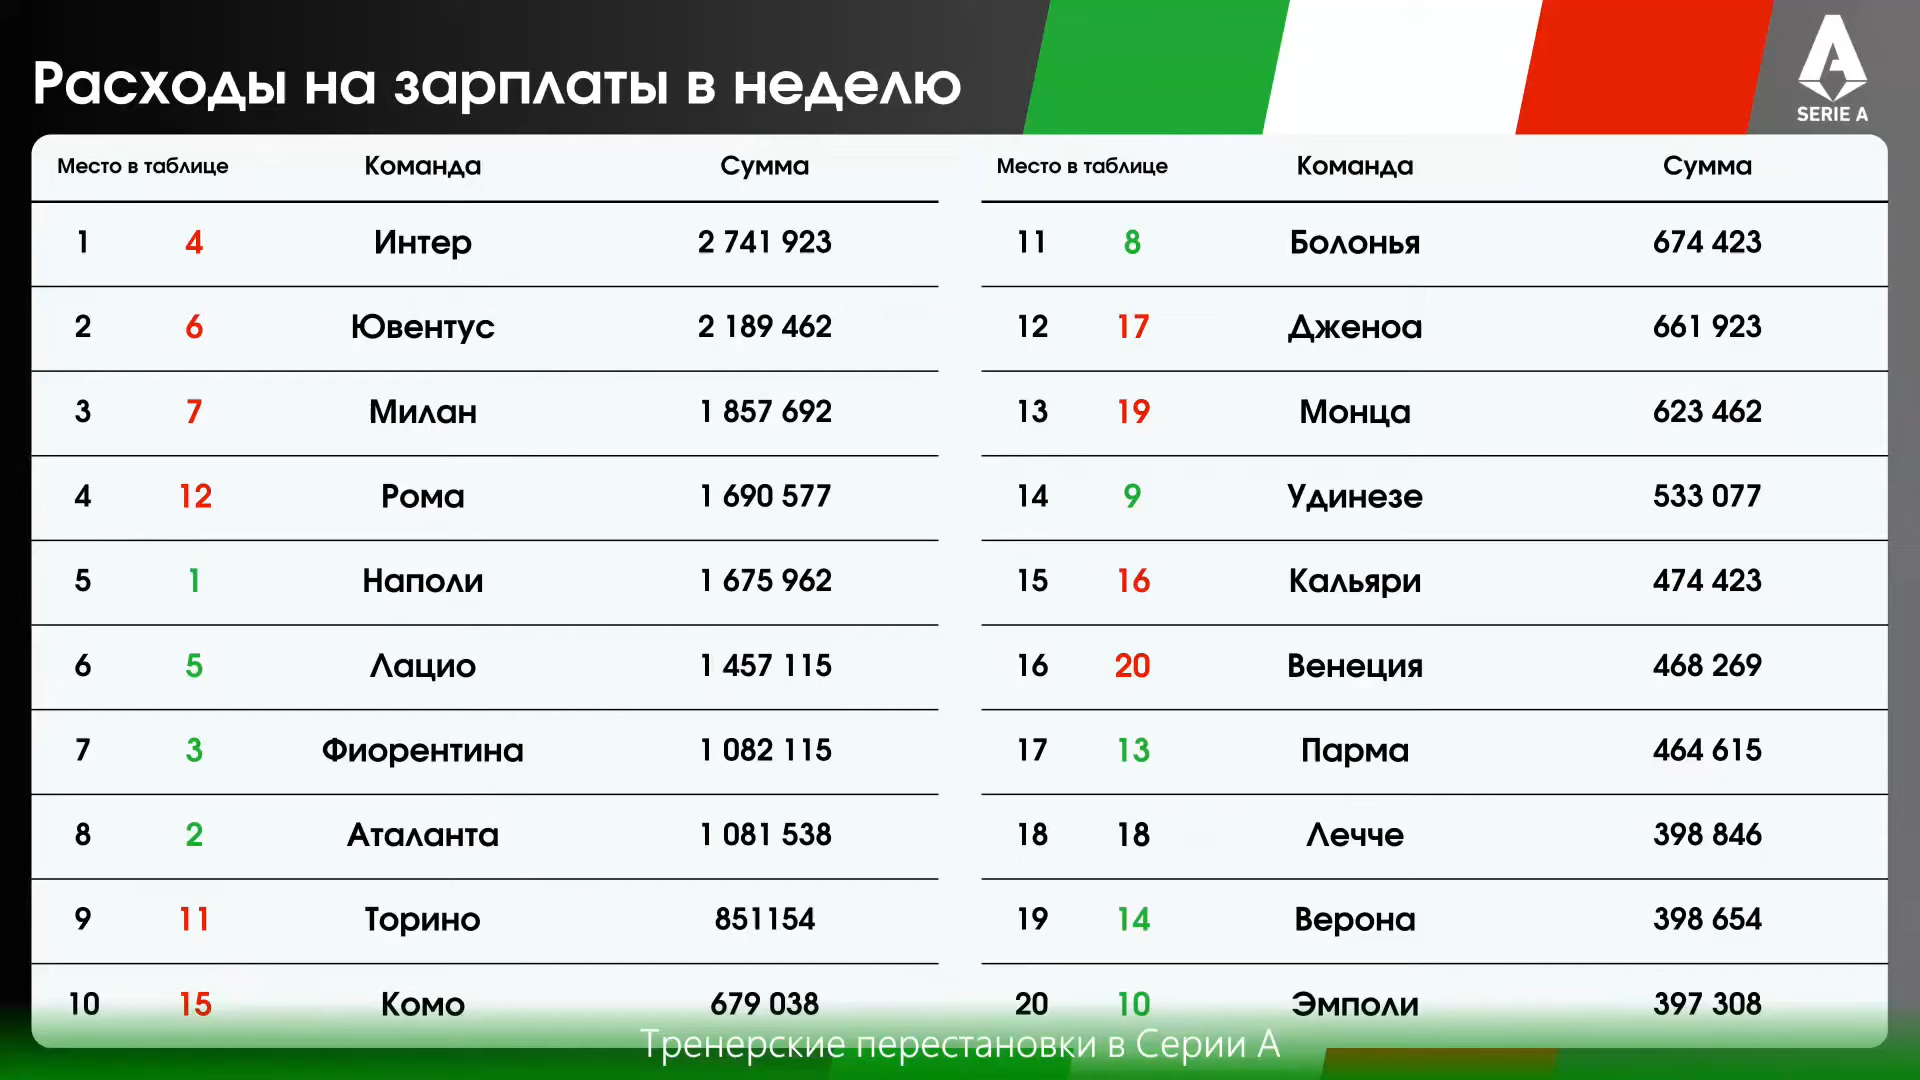 Расходы на зарплаты в неделю
SERIE A
Место в таблице Команда Сумма
1 4 Интер 2 741 923
2 6 Ювентус 2 189 462
3 7 Милан 1 857 692
4 12 Рома 1 690 577
5 1 Наполи 1 675 962
6 5 Лацио 1 457 115
7 3 Фиорентина 1 082 115
8 2 Аталанта 1 081 538
9 11 Торино 851154
10 15 Комо 679 038
Место в таблице Команда Сумма
11 8 Болонья 674 423
12 17 Дженоа 661 923
13 19 Монца 623 462
14 9 Удинезе 533 077
15 16 Кальяри 474 423
16 20 Венеция 468 269
17 13 Парма 464 615
18 18 Лечче 398 846
19 14 Верона 398 654
20 10 Эмполи 397 308
Тренерские перестановки в Серии А